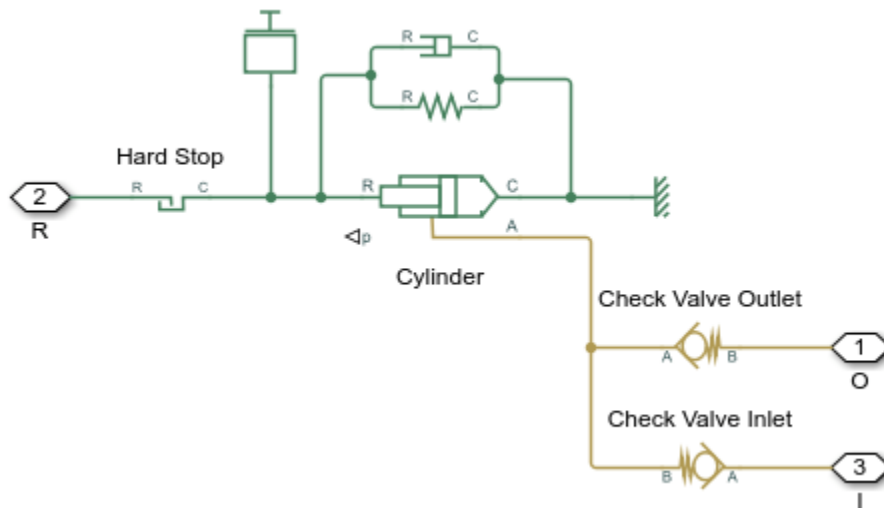 R C
R C
Hard Stop
2
R
R C
R C
A
p
Cylinder
Check Valve Outlet
A B
1
O
Check Valve Inlet
B A
3
I